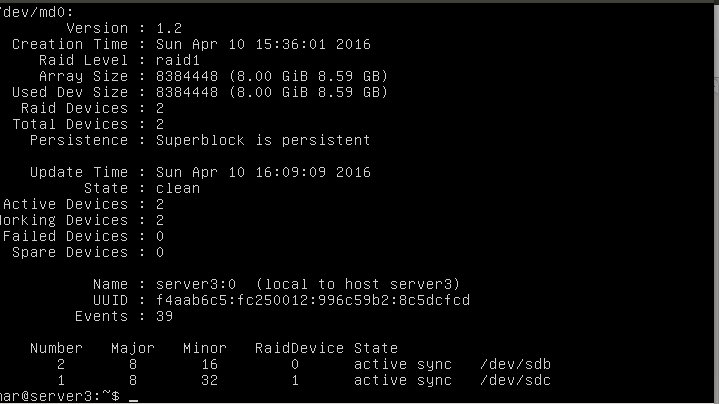 /dev/md0:
Version : 1.2
Creation Time : Sun Apr 10 15:36:01 2016
Raid Level : raid1
Array Size : 8384448 (8.00 GiB 8.59 GB)
Used Dev Size : 8384448 (8.00 GiB 8.59 GB)
Raid Devices : 2
Total Devices : 2
Persistence : Superblock is persistent
Update Time : Sun Apr 10 16:09:09 2016
State : clean
Active Devices : 2
Working Devices : 2
Failed Devices : 0
Spare Devices : 0
Name : server3:0 (local to host server3)
UUID : f4aab6c5:fc250012:996c59b2:8c5dcfcd
Events : 39
Number Major Minor RaidDevice State
2 8 16 0 active sync /dev/sdb
1 8 32 1 active sync /dev/sdc
mar@server3:~$ _